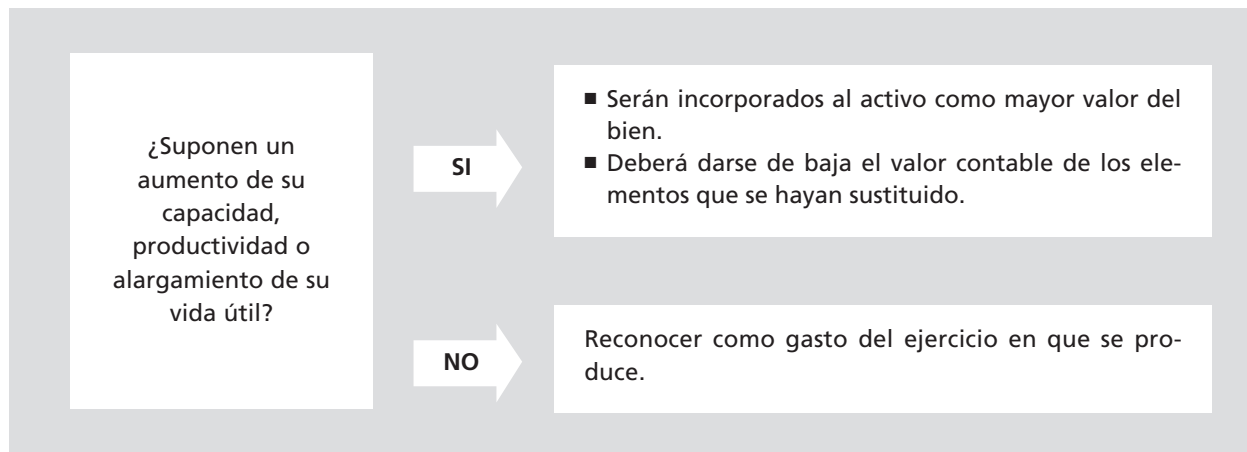 ¿Suponen un
aumento de su
capacidad,
productividad o
alargamiento de su
vida útil?
SI
■ Serán incorporados al activo como mayor valor del
bien.
■ Deberá darse de baja el valor contable de los ele-
mentos que se hayan sustituido.
NO
Reconocer como gasto del ejercicio en que se pro-
duce.